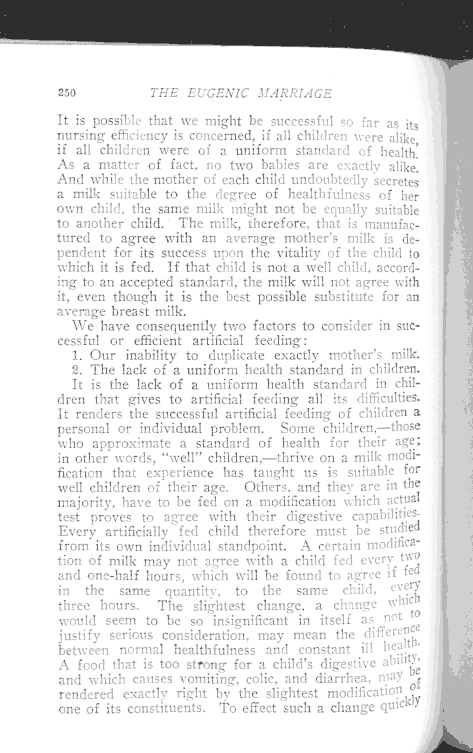 250 THE EUGENIC MARRIAGE
It is possible that we might be successful so far as its
nursing efficiency is concerned, if all children were alike,
if all children were of a uniform standard of health.
As a matter of fact, no two babies are exactly alike.
And while the mother of each child undoubtedly secretes
a milk suitable to the degree of healthfulness of her
own child, the same milk might not be equally suitable
to another child. The milk, therefore, that is manufac-
tured to agree with an average mother's milk is de-
pendent for its success upon the vitality of the child to
which it is fed. If that child is not a well child, accord-
ing to an accepted standard, the milk will not agree with
it, even though it is the best possible substitute for an
average breast milk.
We have consequently two factors to consider in suc-
cessful or efficient artificial feeding:
1. Our inability to duplicate exactly mother's milk.
2. The lack of a uniform health standard in children.
It is the lack of a uniform health standard in chil-
dren that gives to artificial feeding all its difficulties.
It renders the successful artificial feeding of children a
personal or individual problem. Some children,—those
who approximate a standard of health for their age;
in other words, "well" children,—thrive on a milk modi-
fication that experience has taught us is suitable for
well children of their age. Others, and they are in the
majority, have to be fed on a modification which actual
test proves to agree with their digestive capabilities.
Every artificially fed child therefore must be studied
from its own individual standpoint. A certain modifica-
tion of milk may not agree with a child fed every two
and one-half hours, which will be found to agree if fed
in the same quantity, to the same child, every
three hours. The slightest change, a change which
would seem to be so insignificant in itself as not to
justify serious consideration, may mean the difference
between normal healthfulness and constant ill health.
A food that is too strong for a child's digestive ability,
and which causes vomiting, colic, and diarrhea, may be
rendered exactly right by the slightest modification of
one of its constituents. To effect such a change quickly